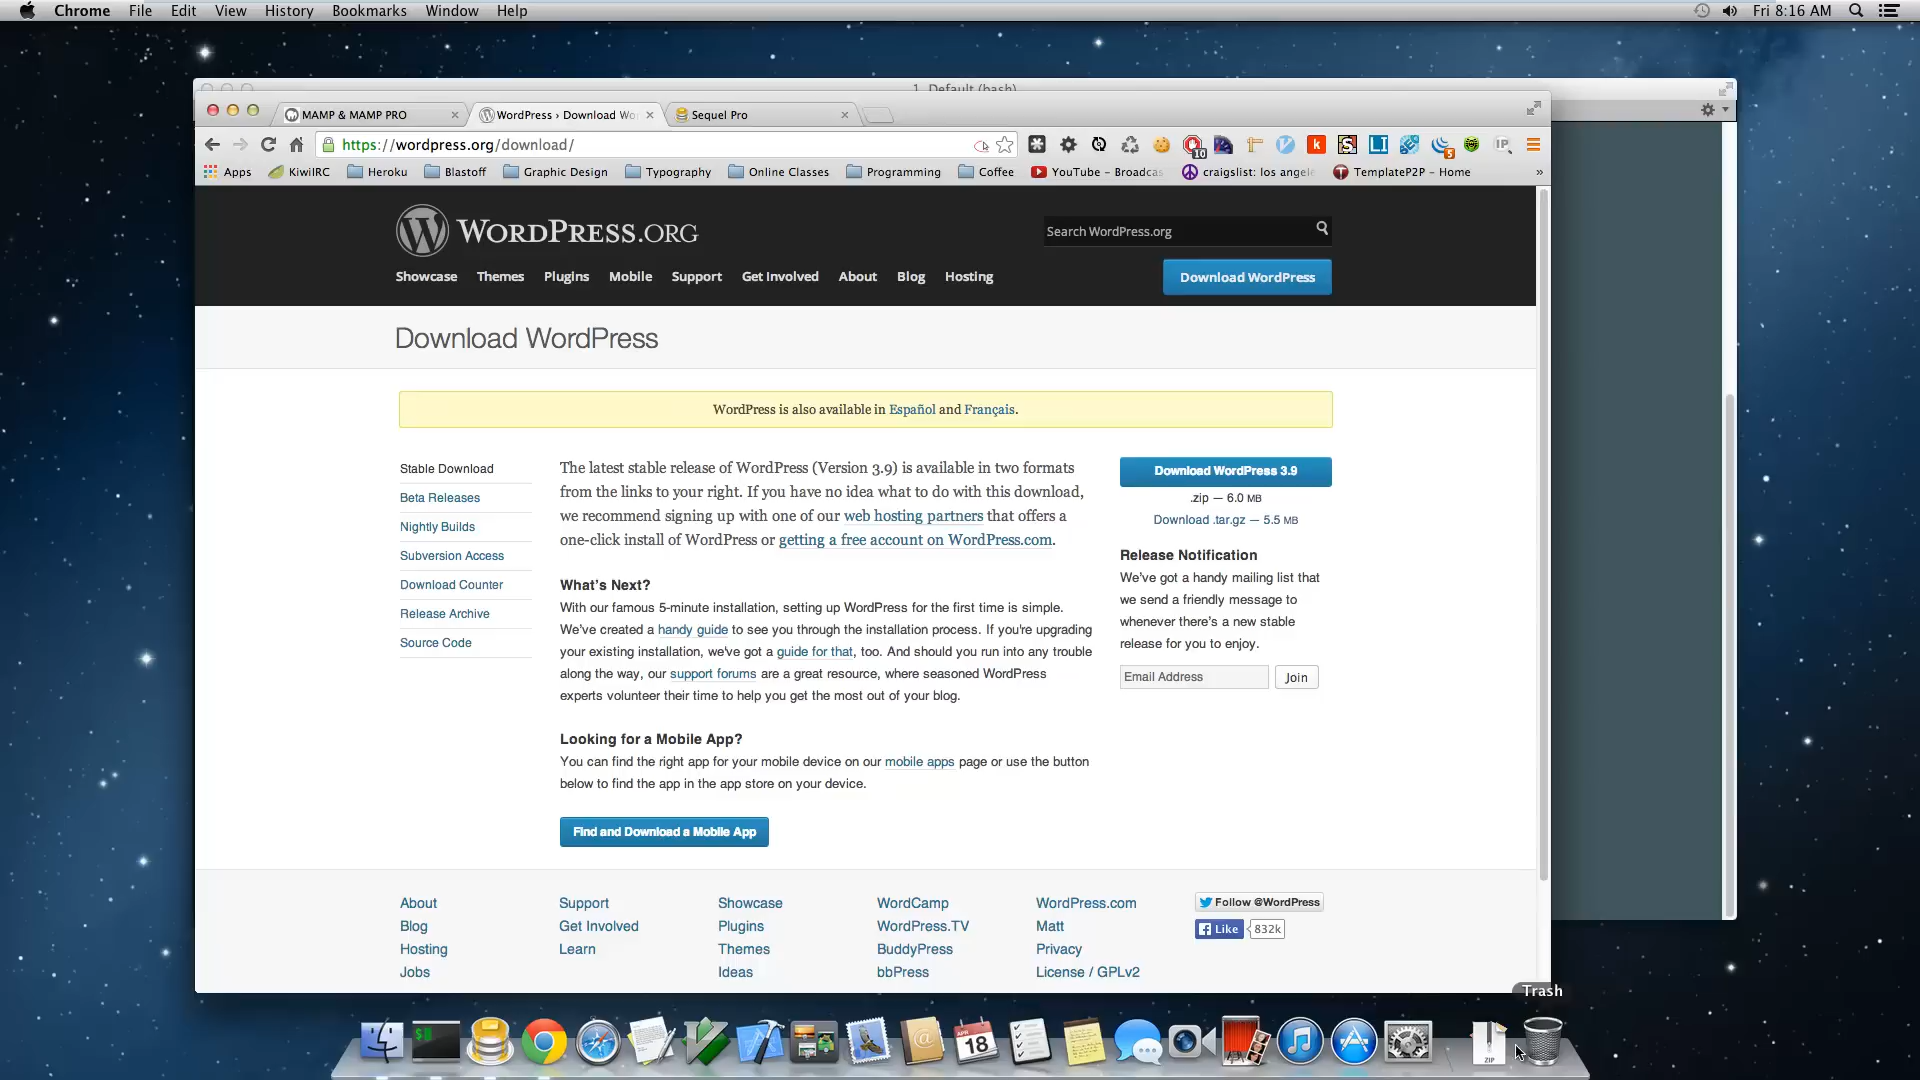 Chrome File Edit View History Bookmarks Window Help
Fri 8:16 AM
1. Default (bash)
MAMP & MAMP PRO
WordPress › Download Wo
Sequel Pro
https://wordpress.org/download/
10
5
IP
Apps KiwiIRC Heroku Blastoff Graphic Design Typography Online Classes Programming Coffee YouTube - Broadcas craigslist: los angele TemplateP2P - Home »
WORDPRESS.ORG
Search WordPress.org
Showcase Themes Plugins Mobile Support Get Involved About Blog Hosting
Download WordPress
Download WordPress
WordPress is also available in Español and Français.
Stable Download
Beta Releases
Nightly Builds
Subversion Access
Download Counter
Release Archive
Source Code
The latest stable release of WordPress (Version 3.9) is available in two formats
from the links to your right. If you have no idea what to do with this download,
we recommend signing up with one of our web hosting partners that offers a
one-click install of WordPress or getting a free account on WordPress.com.
What's Next?
With our famous 5-minute installation, setting up WordPress for the first time is simple.
We've created a handy guide to see you through the installation process. If you're upgrading
your existing installation, we've got a guide for that, too. And should you run into any trouble
along the way, our support forums are a great resource, where seasoned WordPress
experts volunteer their time to help you get the most out of your blog.
Looking for a Mobile App?
You can find the right app for your mobile device on our mobile apps page or use the button
below to find the app in the app store on your device.
Find and Download a Mobile App
Download WordPress 3.9
.zip — 6.0 MB
Download .tar.gz — 5.5 MB
Release Notification
We've got a handy mailing list that
we send a friendly message to
whenever there's a new stable
release for you to enjoy.
Email Address
Join
About
Blog
Hosting
Jobs
Support
Get Involved
Learn
Showcase
Plugins
Themes
Ideas
WordCamp
WordPress.TV
BuddyPress
bbPress
WordPress.com
Matt
Privacy
License / GPLv2
Follow @WordPress
Like 832k
Trash
APR
18
ZIP